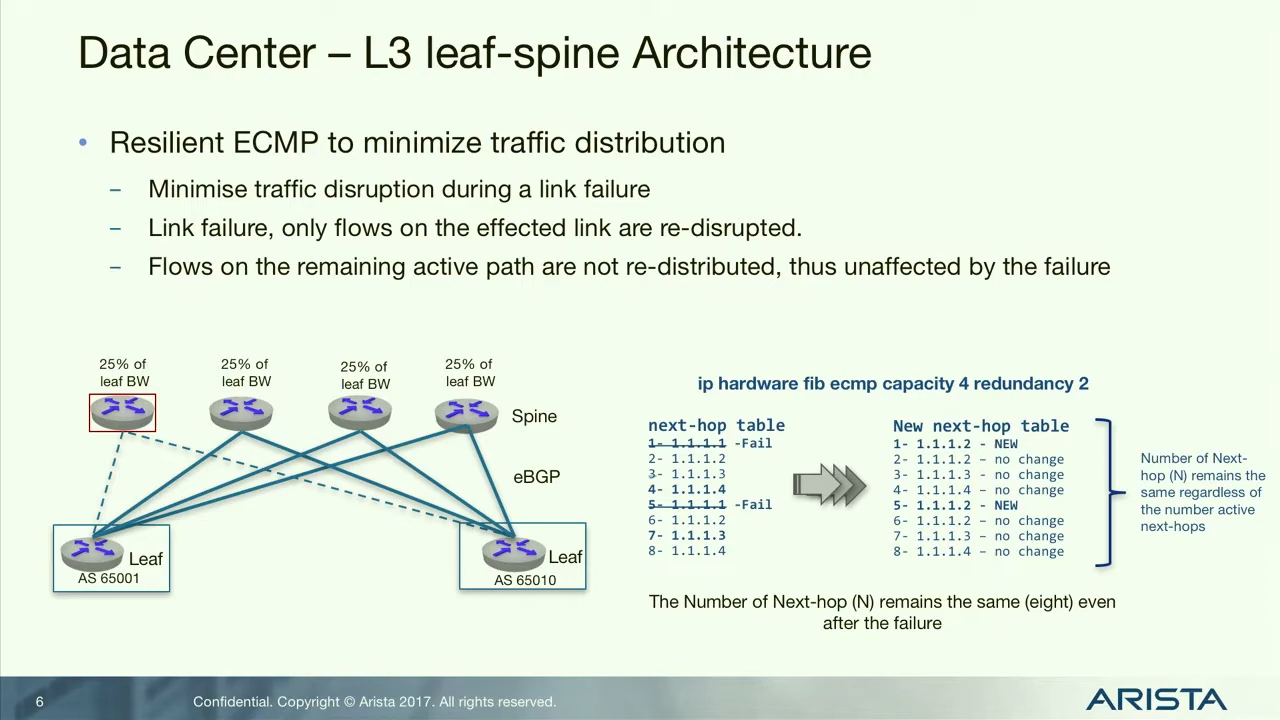 Data Center – L3 leaf-spine Architecture
• Resilient ECMP to minimize traffic distribution
– Minimise traffic disruption during a link failure
– Link failure, only flows on the effected link are re-disrupted.
– Flows on the remaining active path are not re-distributed, thus unaffected by the failure
25% of
leaf BW
25% of
leaf BW
25% of
leaf BW
25% of
leaf BW
Spine
eBGP
Leaf
AS 65001
Leaf
AS 65010
ip hardware fib ecmp capacity 4 redundancy 2
next-hop table
1- 1.1.1.1 -Fail
2- 1.1.1.2
3- 1.1.1.3
4- 1.1.1.4
5- 1.1.1.1 -Fail
6- 1.1.1.2
7- 1.1.1.3
8- 1.1.1.4
New next-hop table
1- 1.1.1.2 - NEW
2- 1.1.1.2 – no change
3- 1.1.1.3 – no change
4- 1.1.1.4 – no change
5- 1.1.1.2 - NEW
6- 1.1.1.2 – no change
7- 1.1.1.3 – no change
8- 1.1.1.4 – no change
Number of Next-
hop (N) remains the
same regardless of
the number active
next-hops
The Number of Next-hop (N) remains the same (eight) even
after the failure
6
Confidential. Copyright © Arista 2017. All rights reserved.
ARISTA